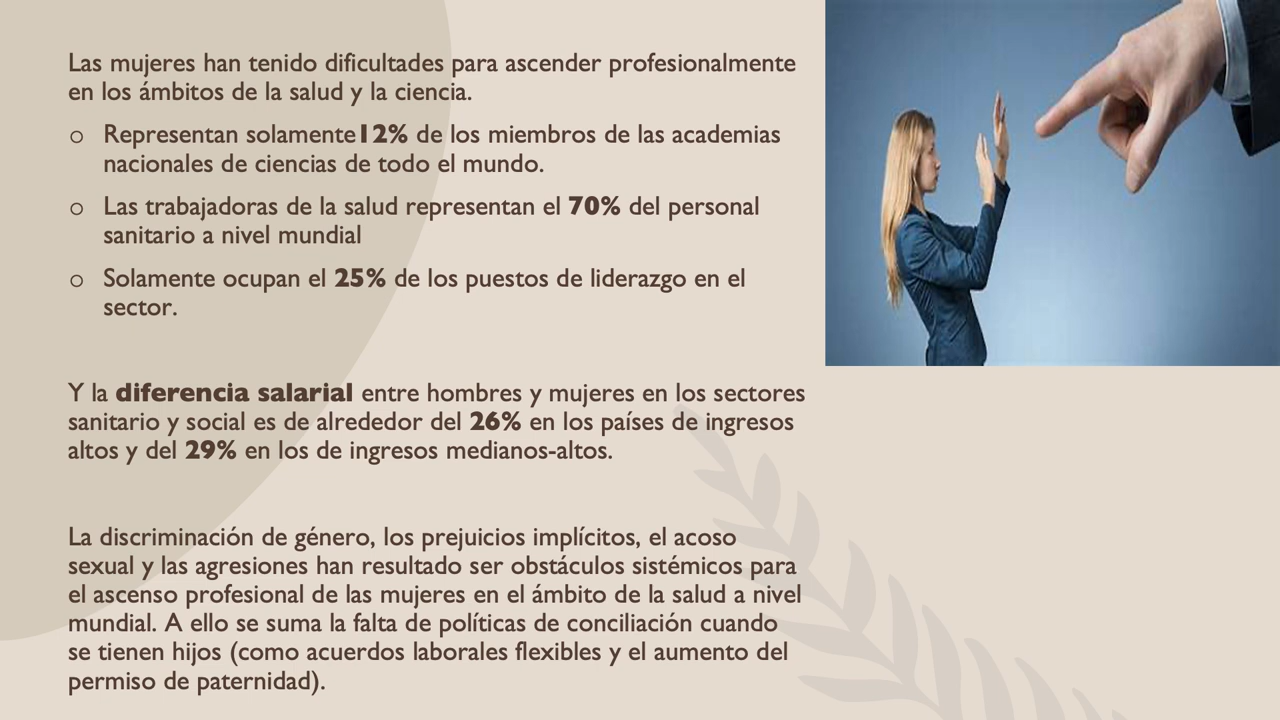 Las mujeres han tenido dificultades para ascender profesionalmente
en los ámbitos de la salud y la ciencia.
o Representan solamente12% de los miembros de las academias
nacionales de ciencias de todo el mundo.
o Las trabajadoras de la salud representan el 70% del personal
sanitario a nivel mundial
o Solamente ocupan el 25% de los puestos de liderazgo en el
sector.
Y la diferencia salarial entre hombres y mujeres en los sectores
sanitario y social es de alrededor del 26% en los países de ingresos
altos y del 29% en los de ingresos medianos-altos.
La discriminación de género, los prejuicios implícitos, el acoso
sexual y las agresiones han resultado ser obstáculos sistémicos para
el ascenso profesional de las mujeres en el ámbito de la salud a nivel
mundial. A ello se suma la falta de políticas de conciliación cuando
se tienen hijos (como acuerdos laborales flexibles y el aumento del
permiso de paternidad).